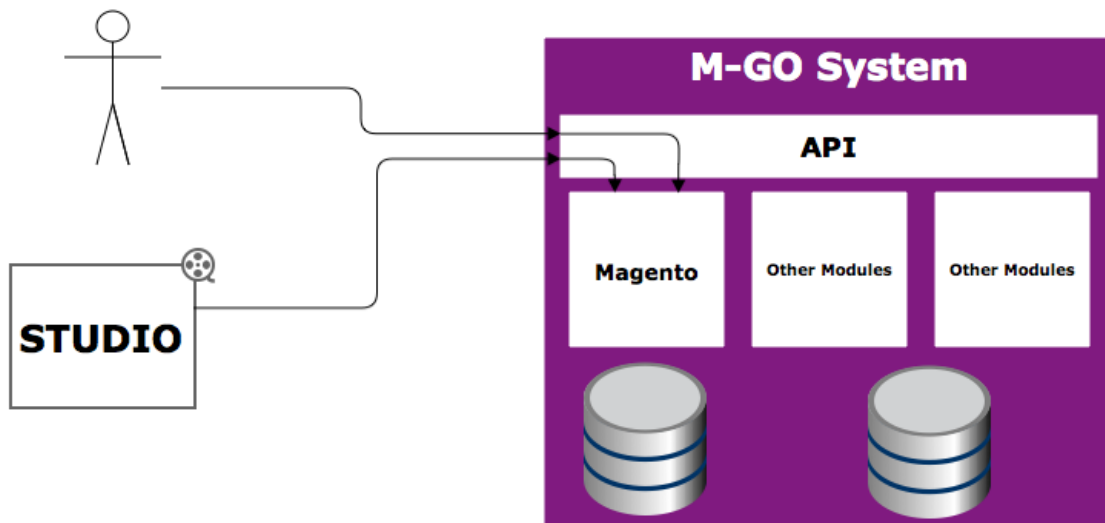 M-GO System
API
Magento
Other Modules
Other Modules
STUDIO